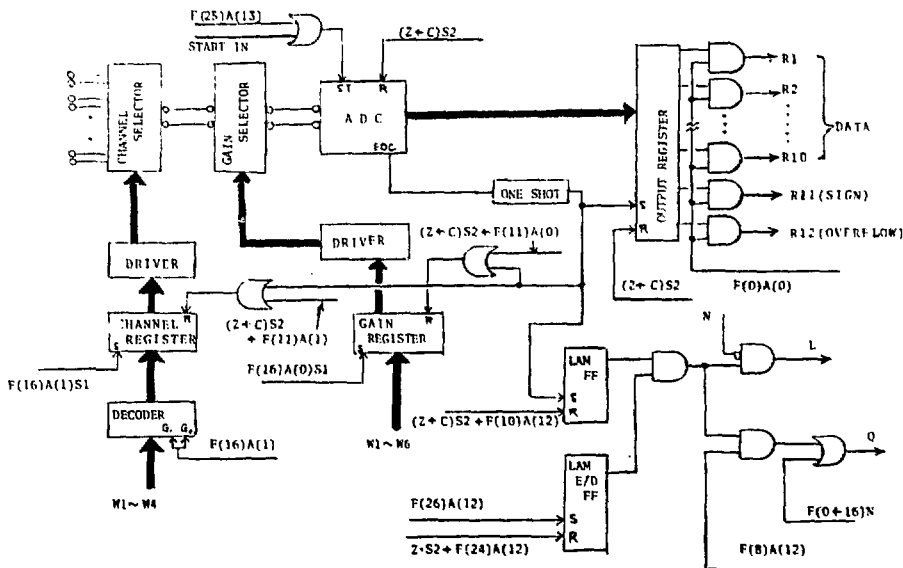 F(25)A(13)
START IN
(Z+C)S2
ST
R
CHANNEL SELECTOR
GAIN SELECTOR
ADC
EOC
ONE SHOT
OUTPUT REGISTER
S
R
R1
R2
R10
DATA
R11(SIGN)
R12(OVERFLOW)
F(0)A(0)
(Z+C)S2
DRIVER
DRIVER
(Z+C)S2+F(11)A(0)
(Z+C)S2
+F(11)A(1)
CHANNEL REGISTER
R
S
GAIN REGISTER
R
S
F(16)A(1)S1
F(16)A(0)S1
DECODER
F(16)A(1)
W1~W4
W1~W6
LAM
FF
S
R
(Z+C)S2+F(10)A(12)
N
L
LAM
E/D
FF
S
R
F(26)A(12)
Z·S2+F(24)A(12)
Q
F(0+16)N
F(8)A(12)